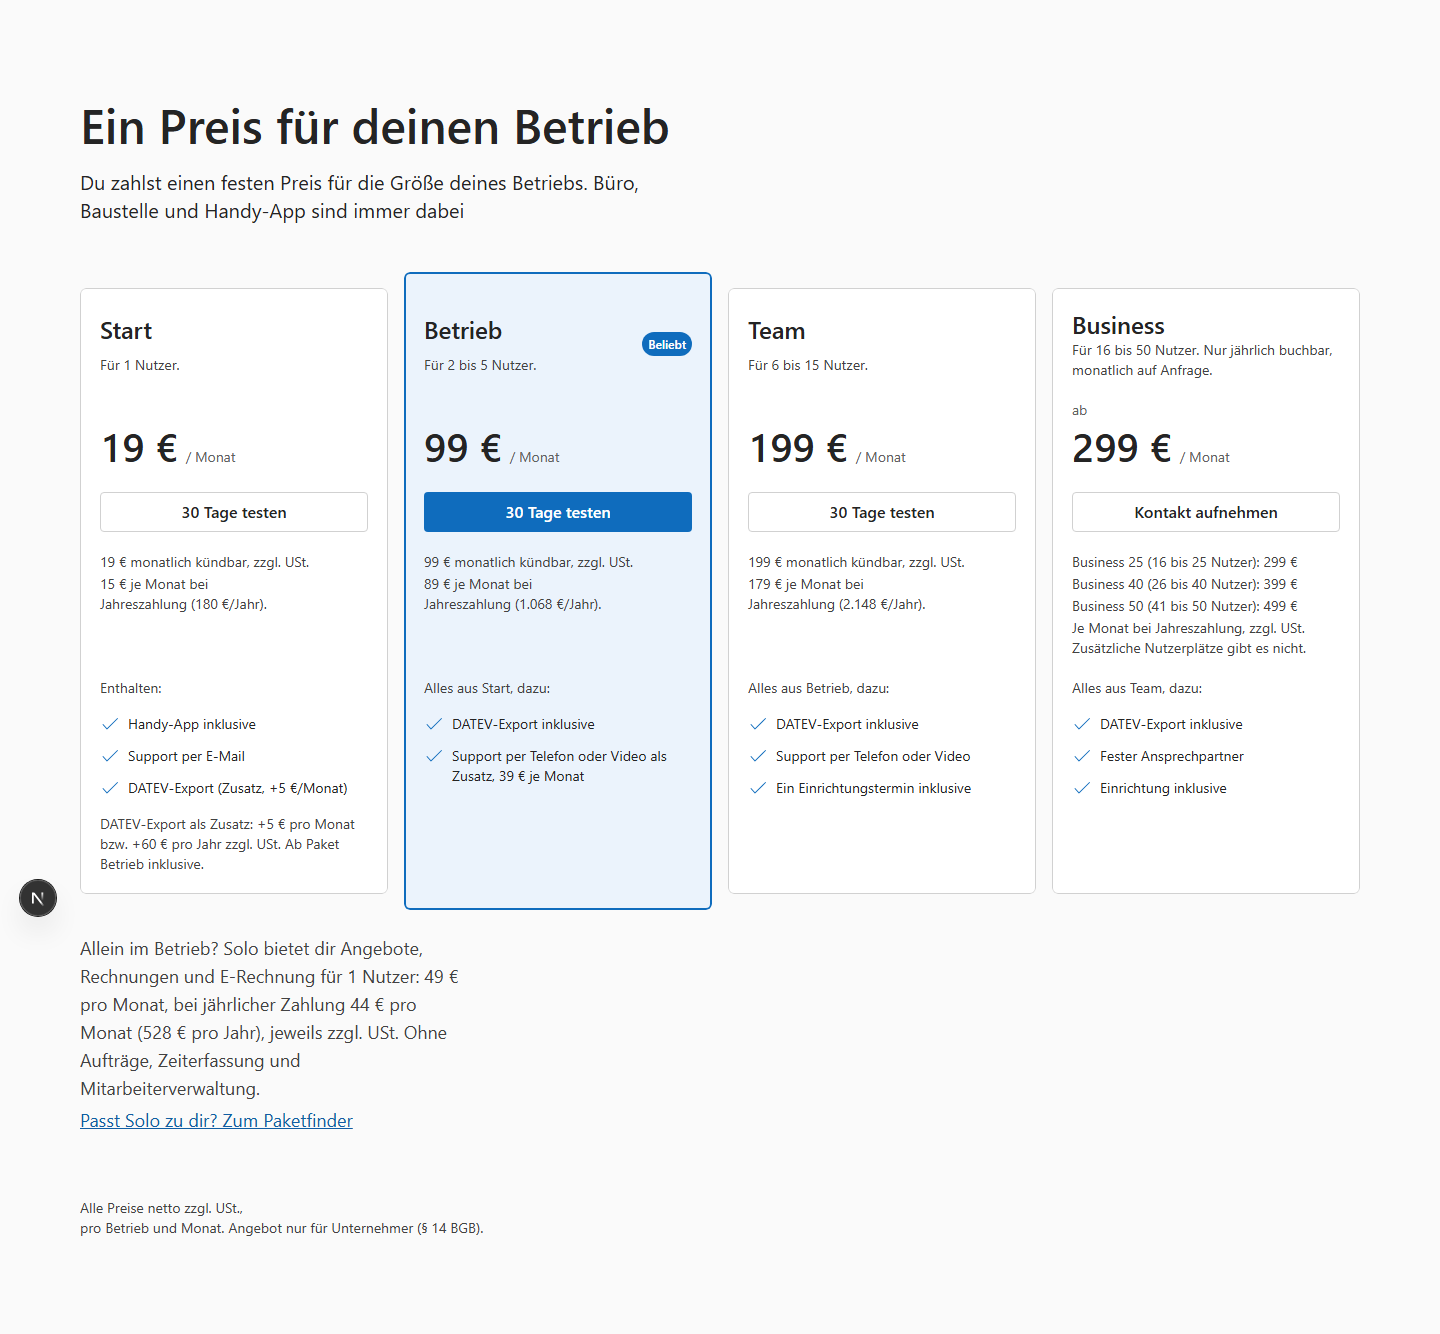 Ein Preis für deinen Betrieb
Du zahlst einen festen Preis für die Größe deines Betriebs. Büro,
Baustelle und Handy-App sind immer dabei
Start
Für 1 Nutzer.
19 € / Monat
30 Tage testen
19 € monatlich kündbar, zzgl. USt.
15 € je Monat bei
Jahreszahlung (180 €/Jahr).
Enthalten:
Handy-App inklusive
Support per E-Mail
DATEV-Export (Zusatz, +5 €/Monat)
DATEV-Export als Zusatz: +5 € pro Monat
bzw. +60 € pro Jahr zzgl. USt. Ab Paket
Betrieb inklusive.
Betrieb
Beliebt
Für 2 bis 5 Nutzer.
99 € / Monat
30 Tage testen
99 € monatlich kündbar, zzgl. USt.
89 € je Monat bei
Jahreszahlung (1.068 €/Jahr).
Alles aus Start, dazu:
DATEV-Export inklusive
Support per Telefon oder Video als
Zusatz, 39 € je Monat
Team
Für 6 bis 15 Nutzer.
199 € / Monat
30 Tage testen
199 € monatlich kündbar, zzgl. USt.
179 € je Monat bei
Jahreszahlung (2.148 €/Jahr).
Alles aus Betrieb, dazu:
DATEV-Export inklusive
Support per Telefon oder Video
Ein Einrichtungstermin inklusive
Business
Für 16 bis 50 Nutzer. Nur jährlich buchbar,
monatlich auf Anfrage.
ab
299 € / Monat
Kontakt aufnehmen
Business 25 (16 bis 25 Nutzer): 299 €
Business 40 (26 bis 40 Nutzer): 399 €
Business 50 (41 bis 50 Nutzer): 499 €
Je Monat bei Jahreszahlung, zzgl. USt.
Zusätzliche Nutzerplätze gibt es nicht.
Alles aus Team, dazu:
DATEV-Export inklusive
Fester Ansprechpartner
Einrichtung inklusive
N
Allein im Betrieb? Solo bietet dir Angebote,
Rechnungen und E-Rechnung für 1 Nutzer: 49 €
pro Monat, bei jährlicher Zahlung 44 € pro
Monat (528 € pro Jahr), jeweils zzgl. USt. Ohne
Aufträge, Zeiterfassung und
Mitarbeiterverwaltung.
Passt Solo zu dir? Zum Paketfinder
Alle Preise netto zzgl. USt.,
pro Betrieb und Monat. Angebot nur für Unternehmer (§ 14 BGB).